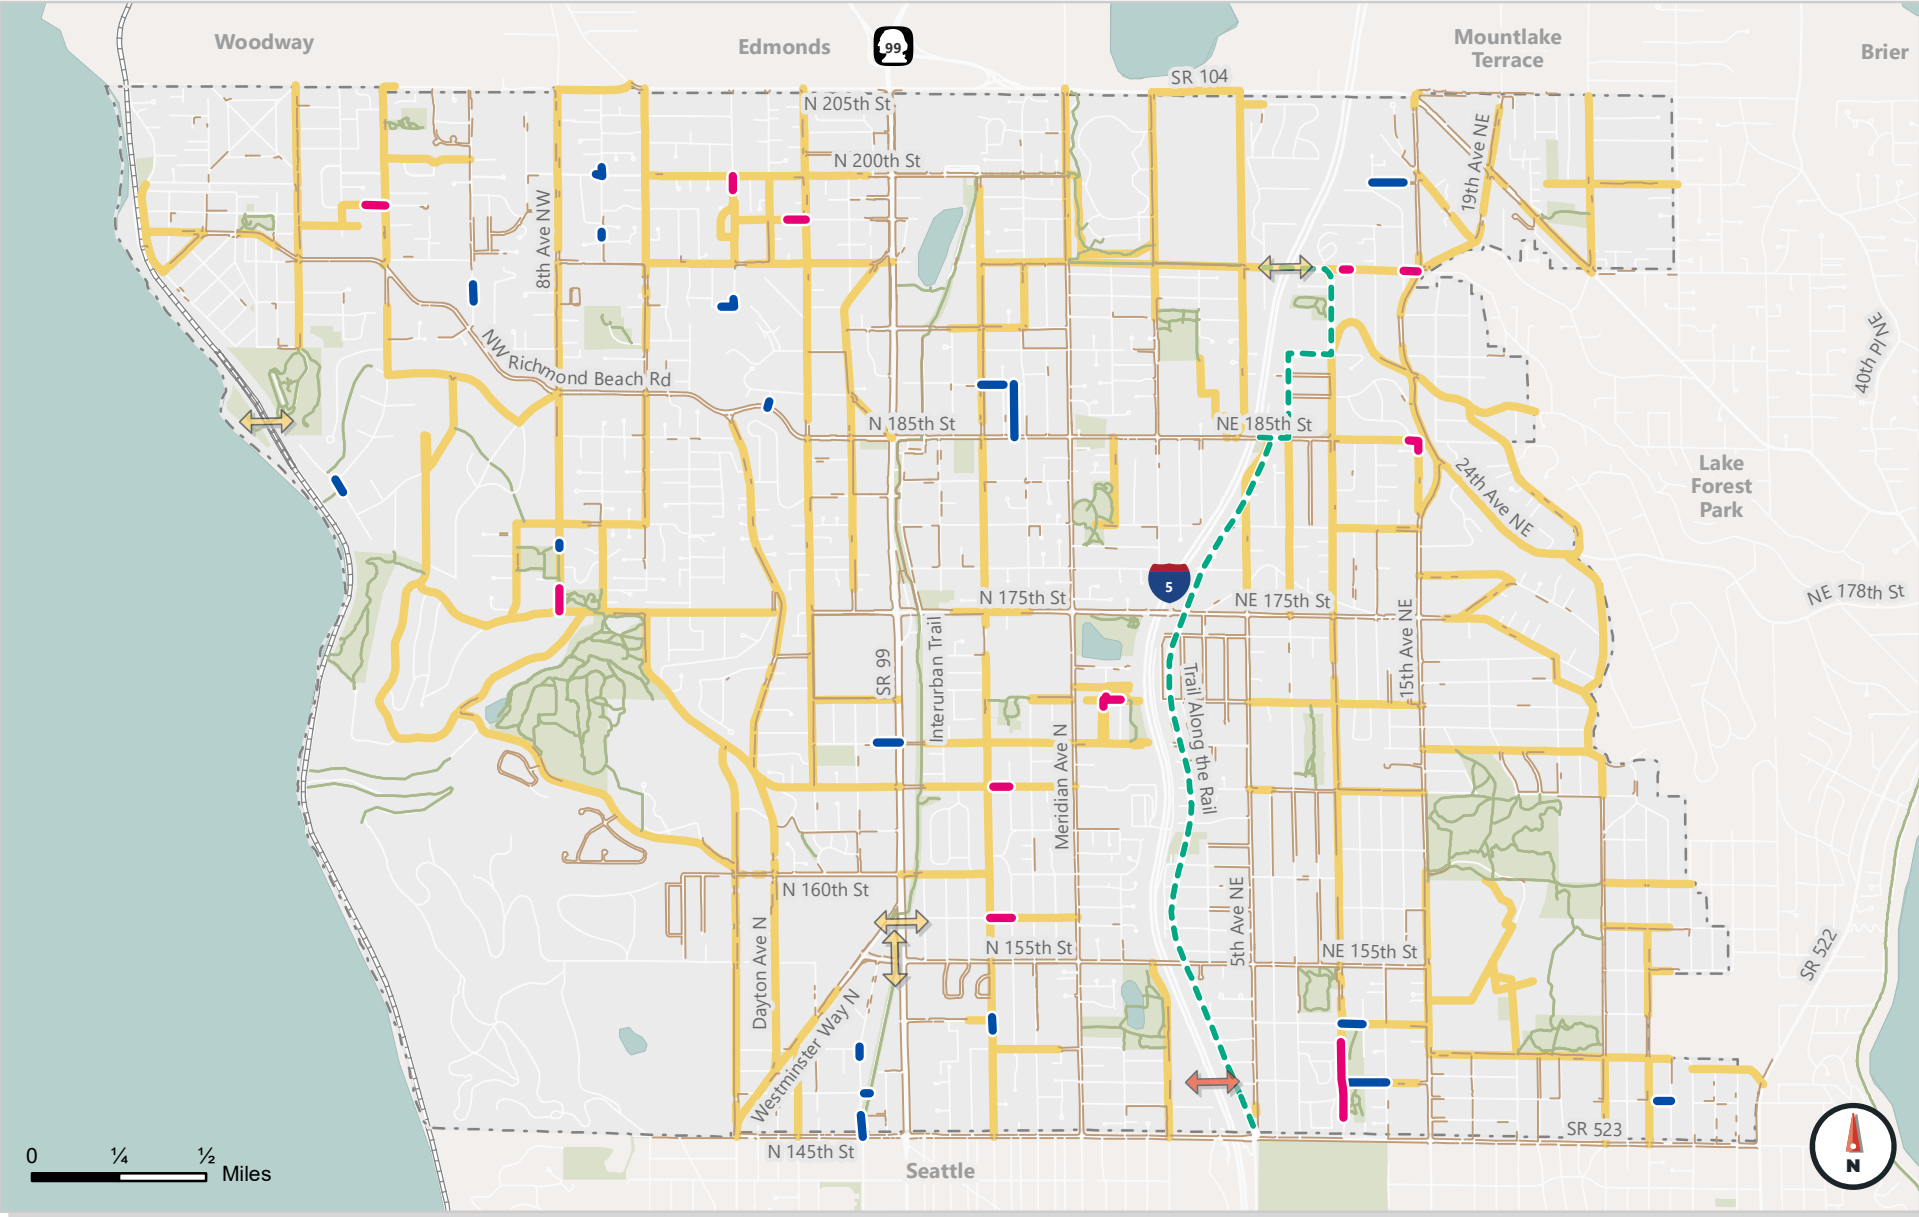 Woodway
Edmonds
99
Mountlake
Terrace
Brier
SR 104
N 205th St
N 200th St
19th Ave NE
8th Ave NW
40th Pl NE
NW Richmond Beach Rd
N 185th St
NE 185th St
24th Ave NE
Lake
Forest
Park
5
N 175th St
NE 175th St
NE 178th St
15th Ave NE
SR 99
Interurban Trail
Trail Along the Rail
Meridian Ave N
N 160th St
5th Ave NE
Dayton Ave N
N 155th St
NE 155th St
SR 522
Westminster Way N
SR 523
N 145th St
Seattle
0 ¼ ½
Miles
N